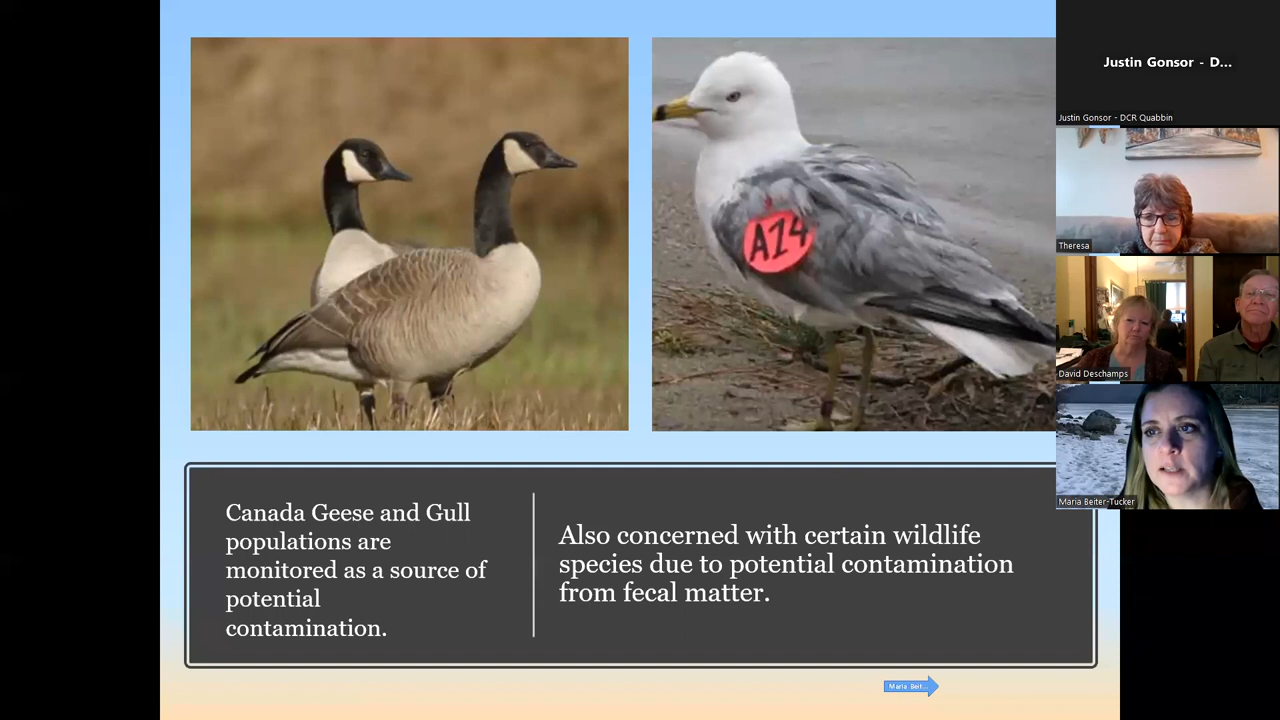 Justin Gonsor - D...
Justin Gonsor - DCR Quabbin
Theresa
David Deschamps
Maria Beiter-Tucker
A14
Canada Geese and Gull
populations are
monitored as a source of
potential
contamination.
Also concerned with certain wildlife
species due to potential contamination
from fecal matter.
Maria Beit...